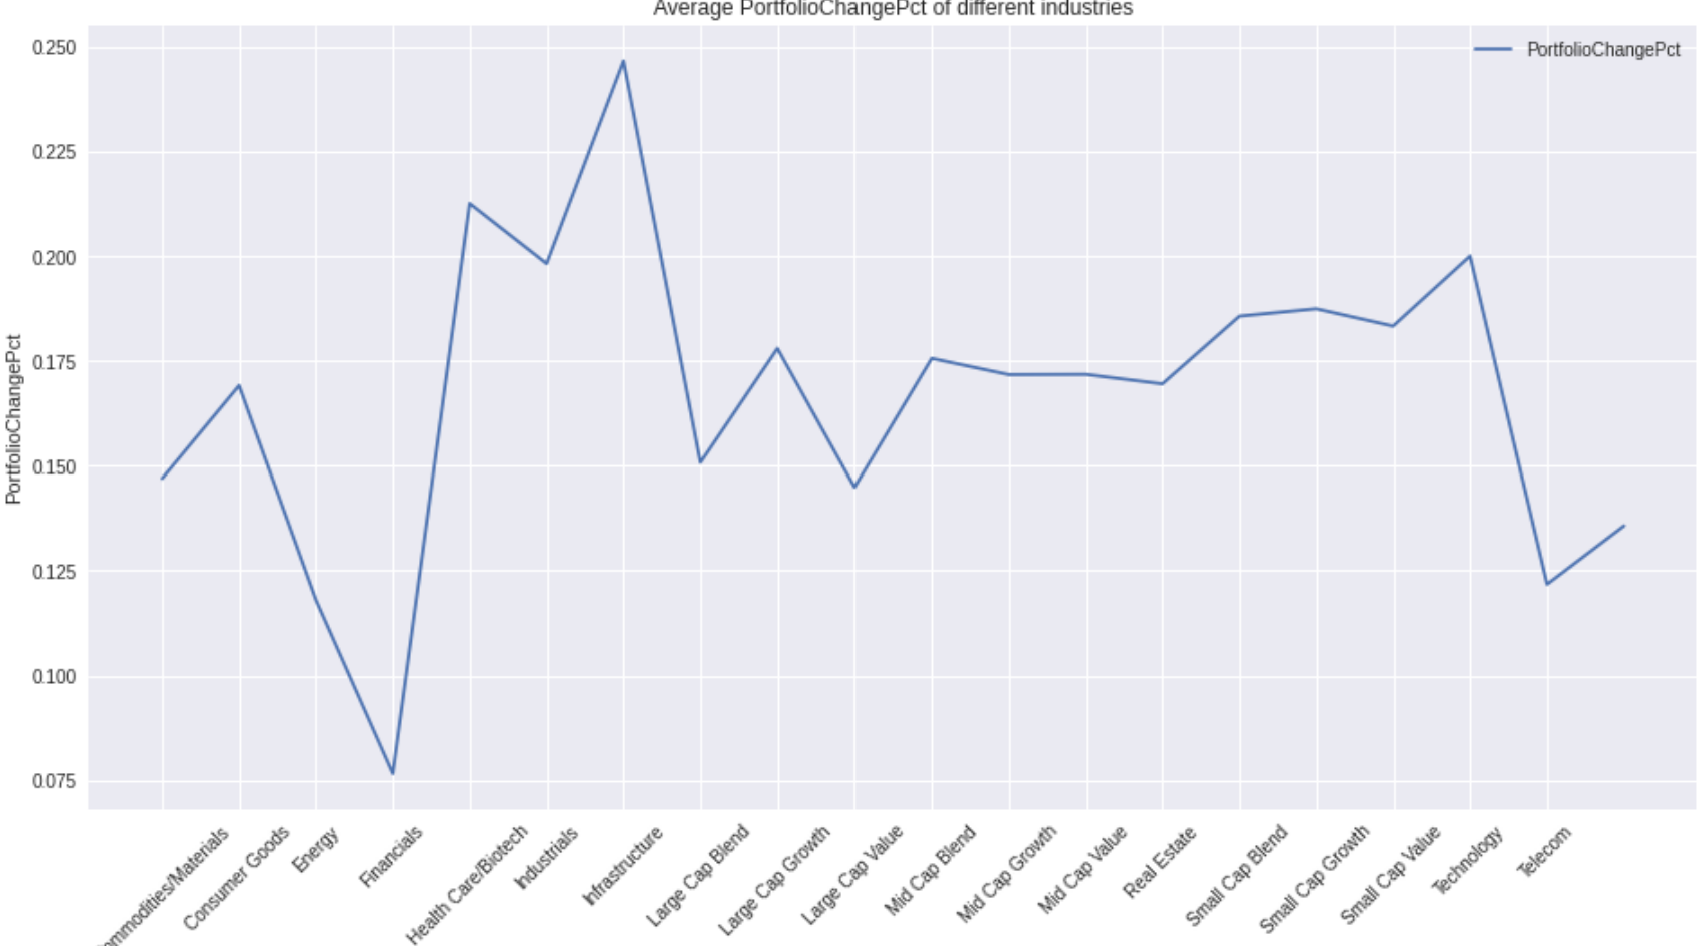 Average PortfolioChangePct of different industries
PortfolioChangePct
PortfolioChangePct
0.250
0.225
0.200
0.175
0.150
0.125
0.100
0.075
ommodities/Materials
Consumer Goods
Energy
Financials
Health Care/Biotech
Industrials
Infrastructure
Large Cap Blend
Large Cap Growth
Large Cap Value
Mid Cap Blend
Mid Cap Growth
Mid Cap Value
Real Estate
Small Cap Blend
Small Cap Growth
Small Cap Value
Technology
Telecom